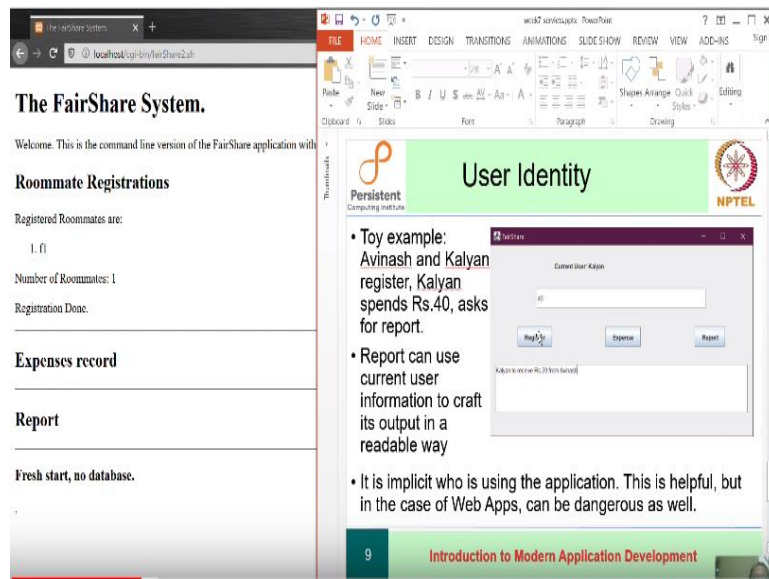 The FairShare System
localhost/cgi-bin/fairShare2.sh
The FairShare System.
Welcome. This is the command line version of the FairShare application with
Roommate Registrations
Registered Roommates are:
1. f1
Number of Roommates: 1
Registration Done.
Expenses record
Report
Fresh start, no database.
week7 servlets.pptx - PowerPoint
Sign
FILE HOME INSERT DESIGN TRANSITIONS ANIMATIONS SLIDE SHOW REVIEW VIEW ADD-INS
Paste New Slide Shapes Arrange Quick Styles Editing
Clipboard Slides Font Paragraph Drawing
Thumbnails
Persistent
Computing Institute
User Identity
NPTEL
• Toy example:
Avinash and Kalyan
register, Kalyan
spends Rs.40, asks
for report.
• Report can use
current user
information to craft
its output in a
readable way
FairShare
Current User: Kalyan
40
Register Expense Report
Kalyan to receive Rs.20 from Avinash
• It is implicit who is using the application. This is helpful, but
in the case of Web Apps, can be dangerous as well.
9
Introduction to Modern Application Development